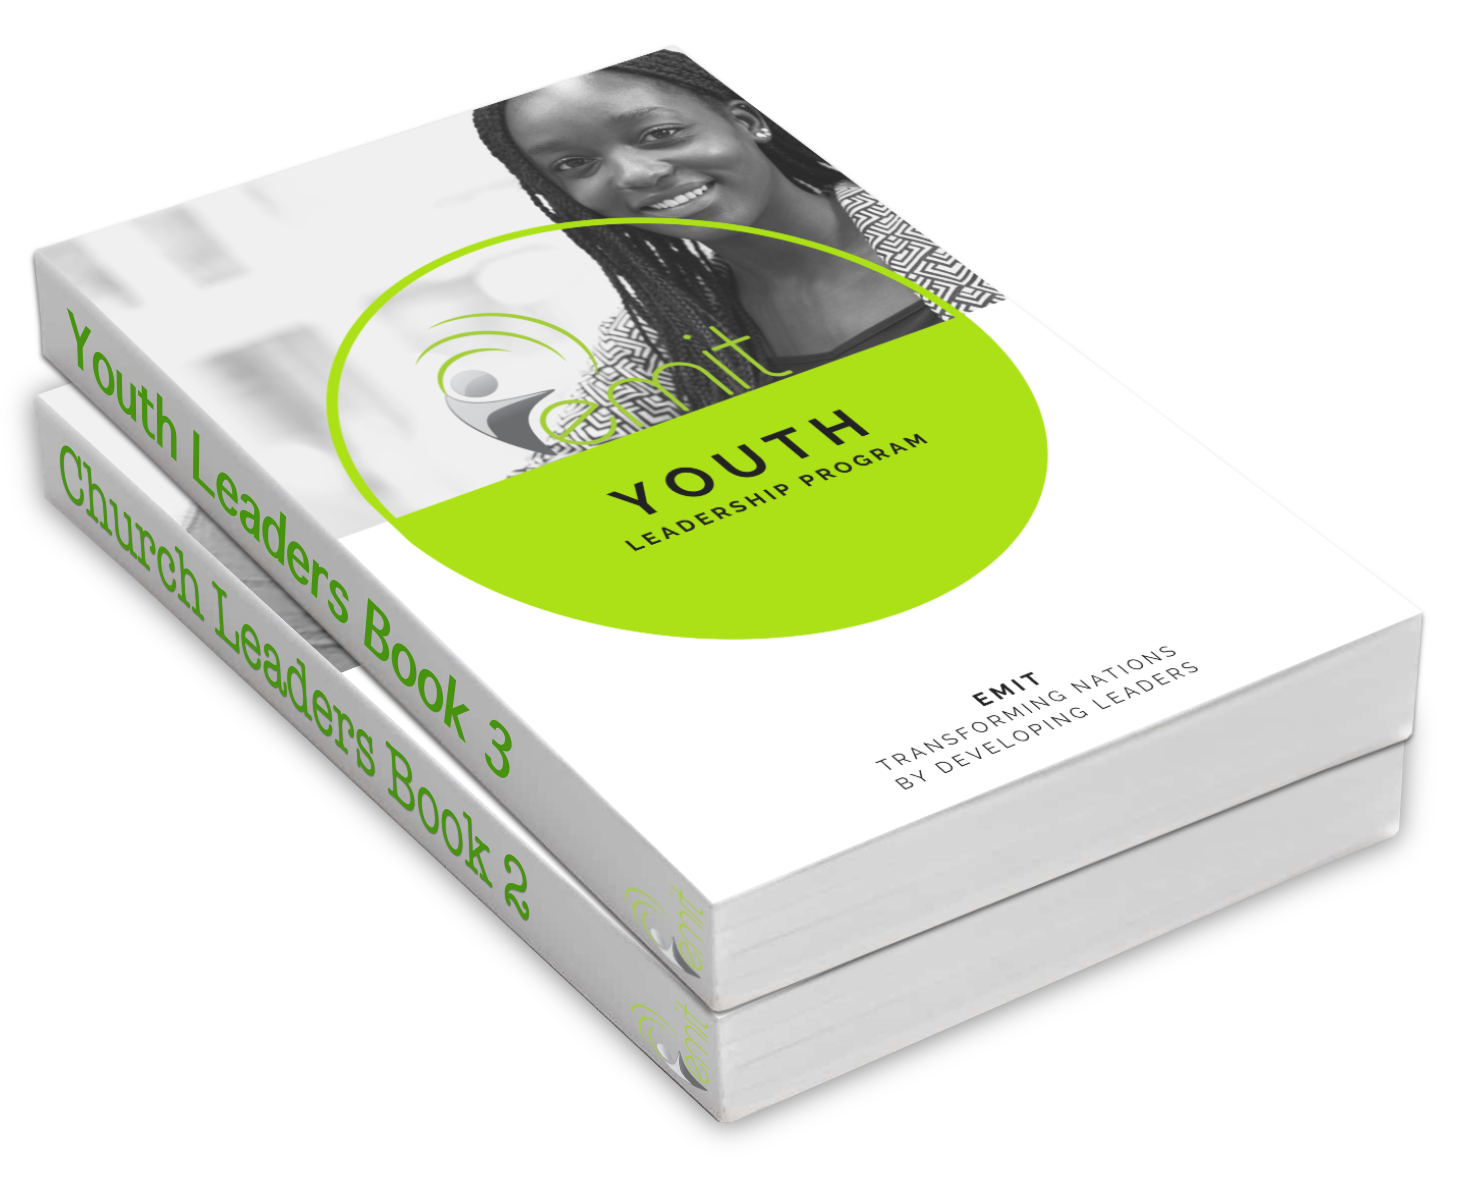 emit
YOUTH
LEADERSHIP PROGRAM
EMIT
TRANSFORMING NATIONS
BY DEVELOPING LEADERS
Youth Leaders Book 3
emit
Church Leaders Book 2
emit